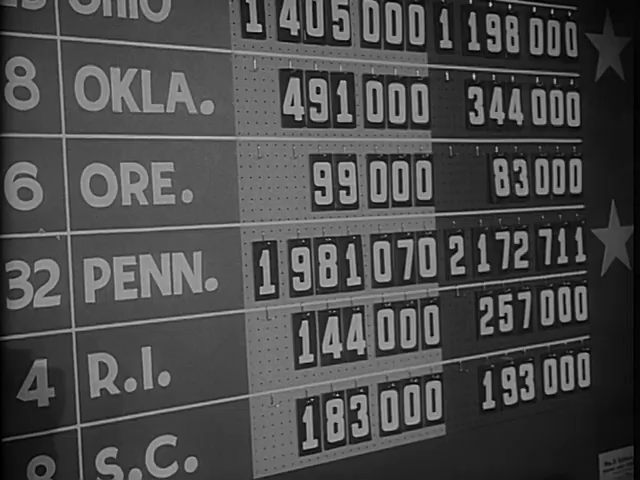 OHIO 1 405 000 1 198 000
8 OKLA. 491 000 344 000
6 ORE. 99 000 83 000
32 PENN. 1 981 070 2 172 711
4 R.I. 144 000 257 000
8 S.C. 183 000 193 000